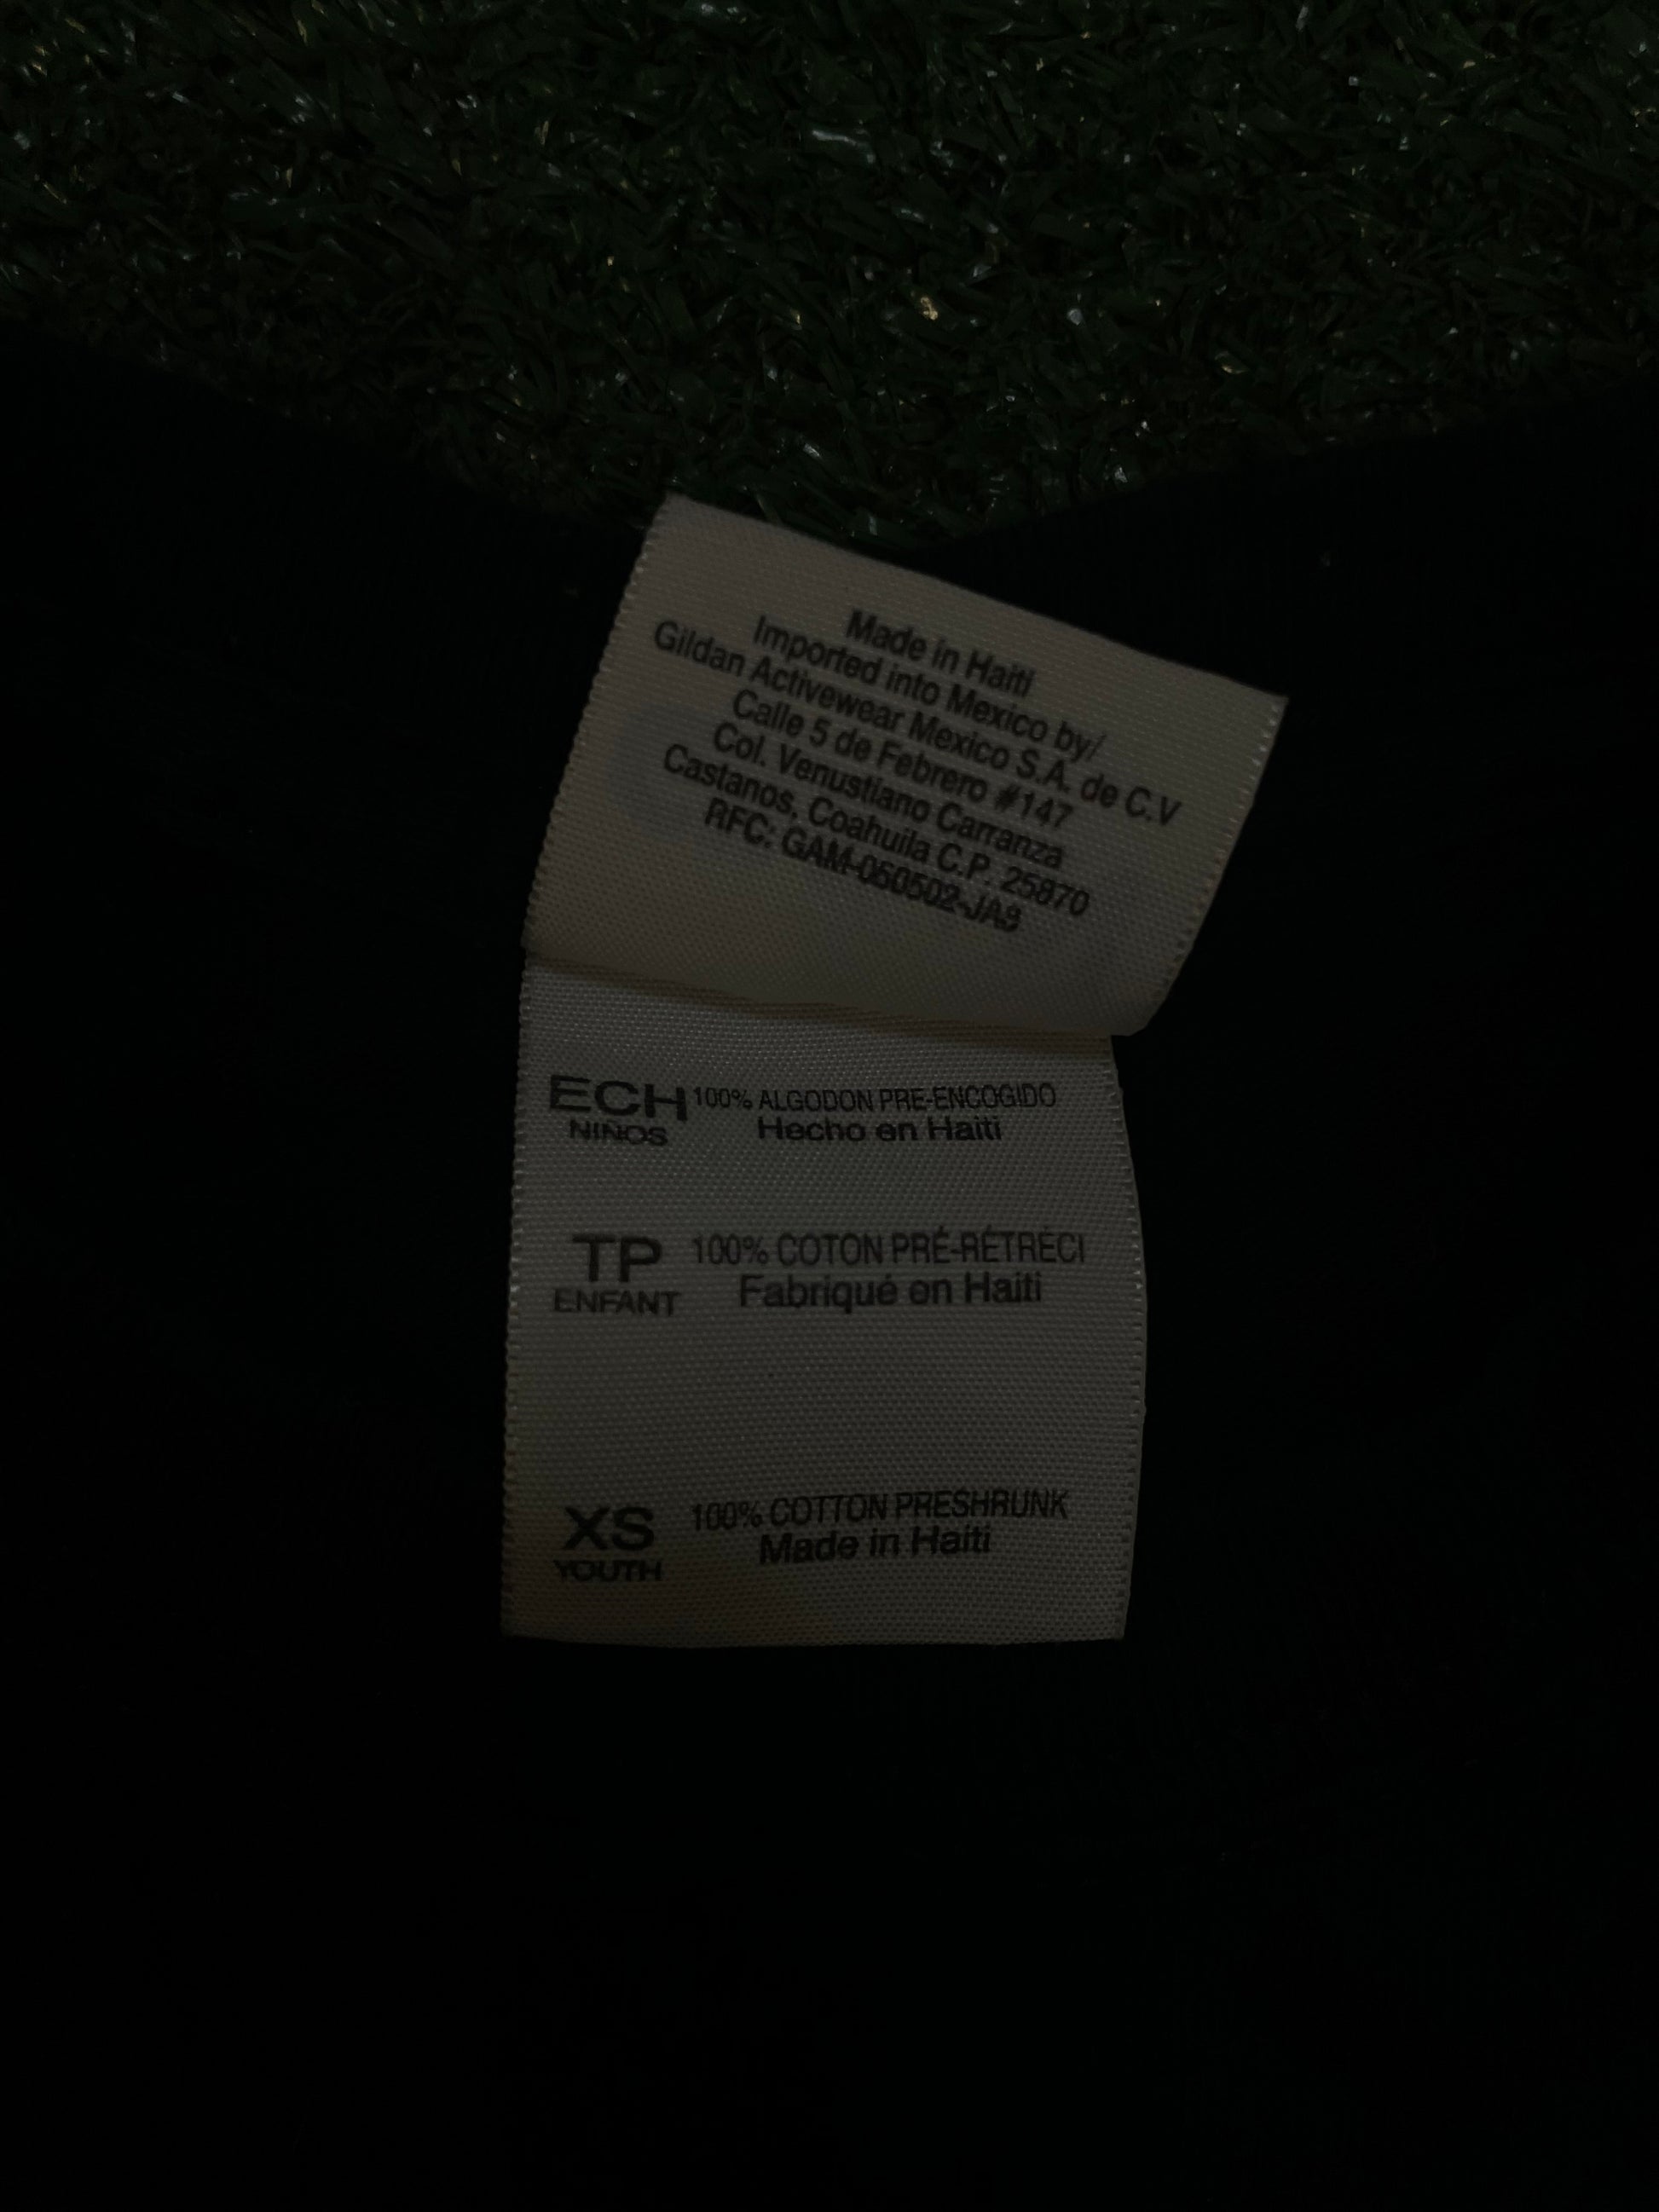 Made in Haiti
Imported into Mexico by/
Gildan Activewear Mexico S.A. de C.V
Calle 5 de Febrero #147
Col. Venustiano Carranza
Castanos, Coahuila C.P. 25870
RFC: GAM-050502-JA9
ECH 100% ALGODON PRE-ENCOGIDO
NIÑOS Hecho en Haiti
TP 100% COTON PRÉ-RÉTRÉCI
ENFANT Fabriqué en Haiti
XS 100% COTTON PRESHRUNK
YOUTH Made in Haiti